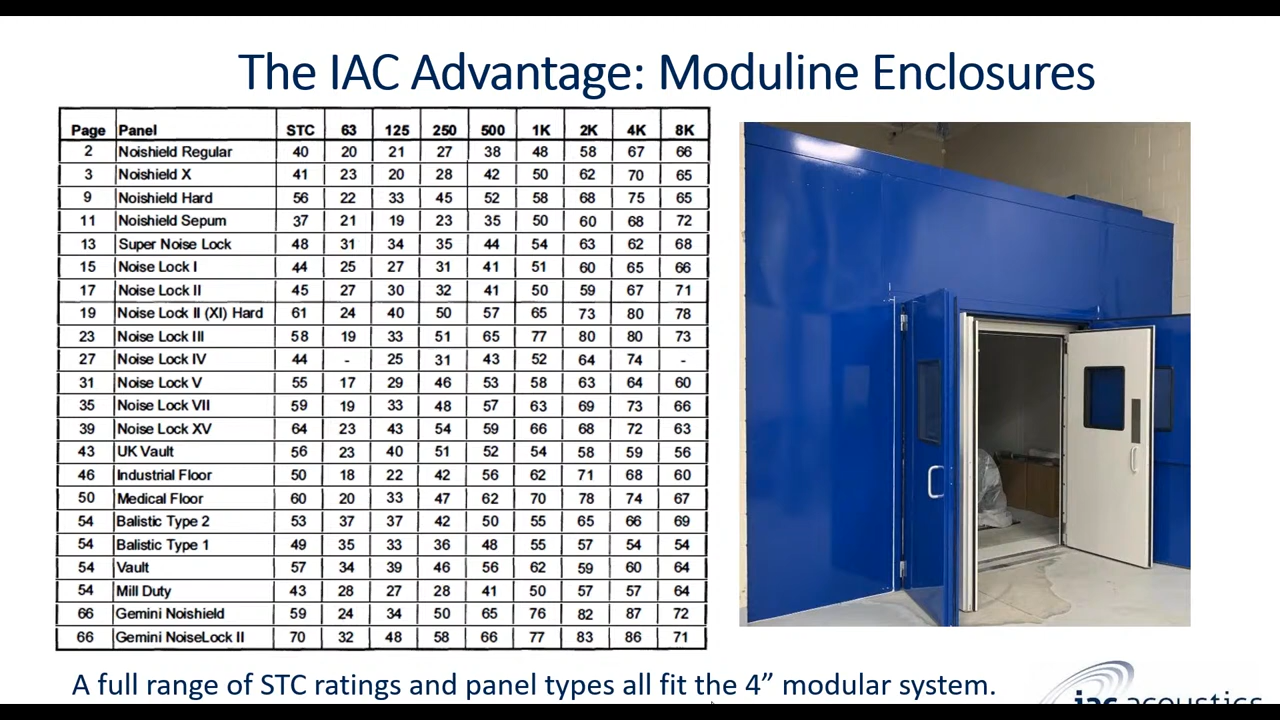 The IAC Advantage: Moduline Enclosures
Page Panel STC 63 125 250 500 1K 2K 4K 8K
2 Noishield Regular 40 20 21 27 38 48 58 67 66
3 Noishield X 41 23 20 28 42 50 62 70 65
9 Noishield Hard 56 22 33 45 52 58 68 75 65
11 Noishield Sepum 37 21 19 23 35 50 60 68 72
13 Super Noise Lock 48 31 34 35 44 54 63 62 68
15 Noise Lock I 44 25 27 31 41 51 60 65 66
17 Noise Lock II 45 27 30 32 41 50 59 67 71
19 Noise Lock II (XI) Hard 61 24 40 50 57 65 73 80 78
23 Noise Lock III 58 19 33 51 65 77 80 80 73
27 Noise Lock IV 44 - 25 31 43 52 64 74 -
31 Noise Lock V 55 17 29 46 53 58 63 64 60
35 Noise Lock VII 59 19 33 48 57 63 69 73 66
39 Noise Lock XV 64 23 43 54 59 66 68 72 63
43 UK Vault 56 23 40 51 52 54 58 59 56
46 Industrial Floor 50 18 22 42 56 62 71 68 60
50 Medical Floor 60 20 33 47 62 70 78 74 67
54 Balistic Type 2 53 37 37 42 50 55 65 66 69
54 Balistic Type 1 49 35 33 36 48 55 57 54 54
54 Vault 57 34 39 46 56 62 59 60 64
54 Mill Duty 43 28 27 28 41 50 57 57 64
66 Gemini Noishield 59 24 34 50 65 76 82 87 72
66 Gemini NoiseLock II 70 32 48 58 66 77 83 86 71
A full range of STC ratings and panel types all fit the 4” modular system.
iac acoustics